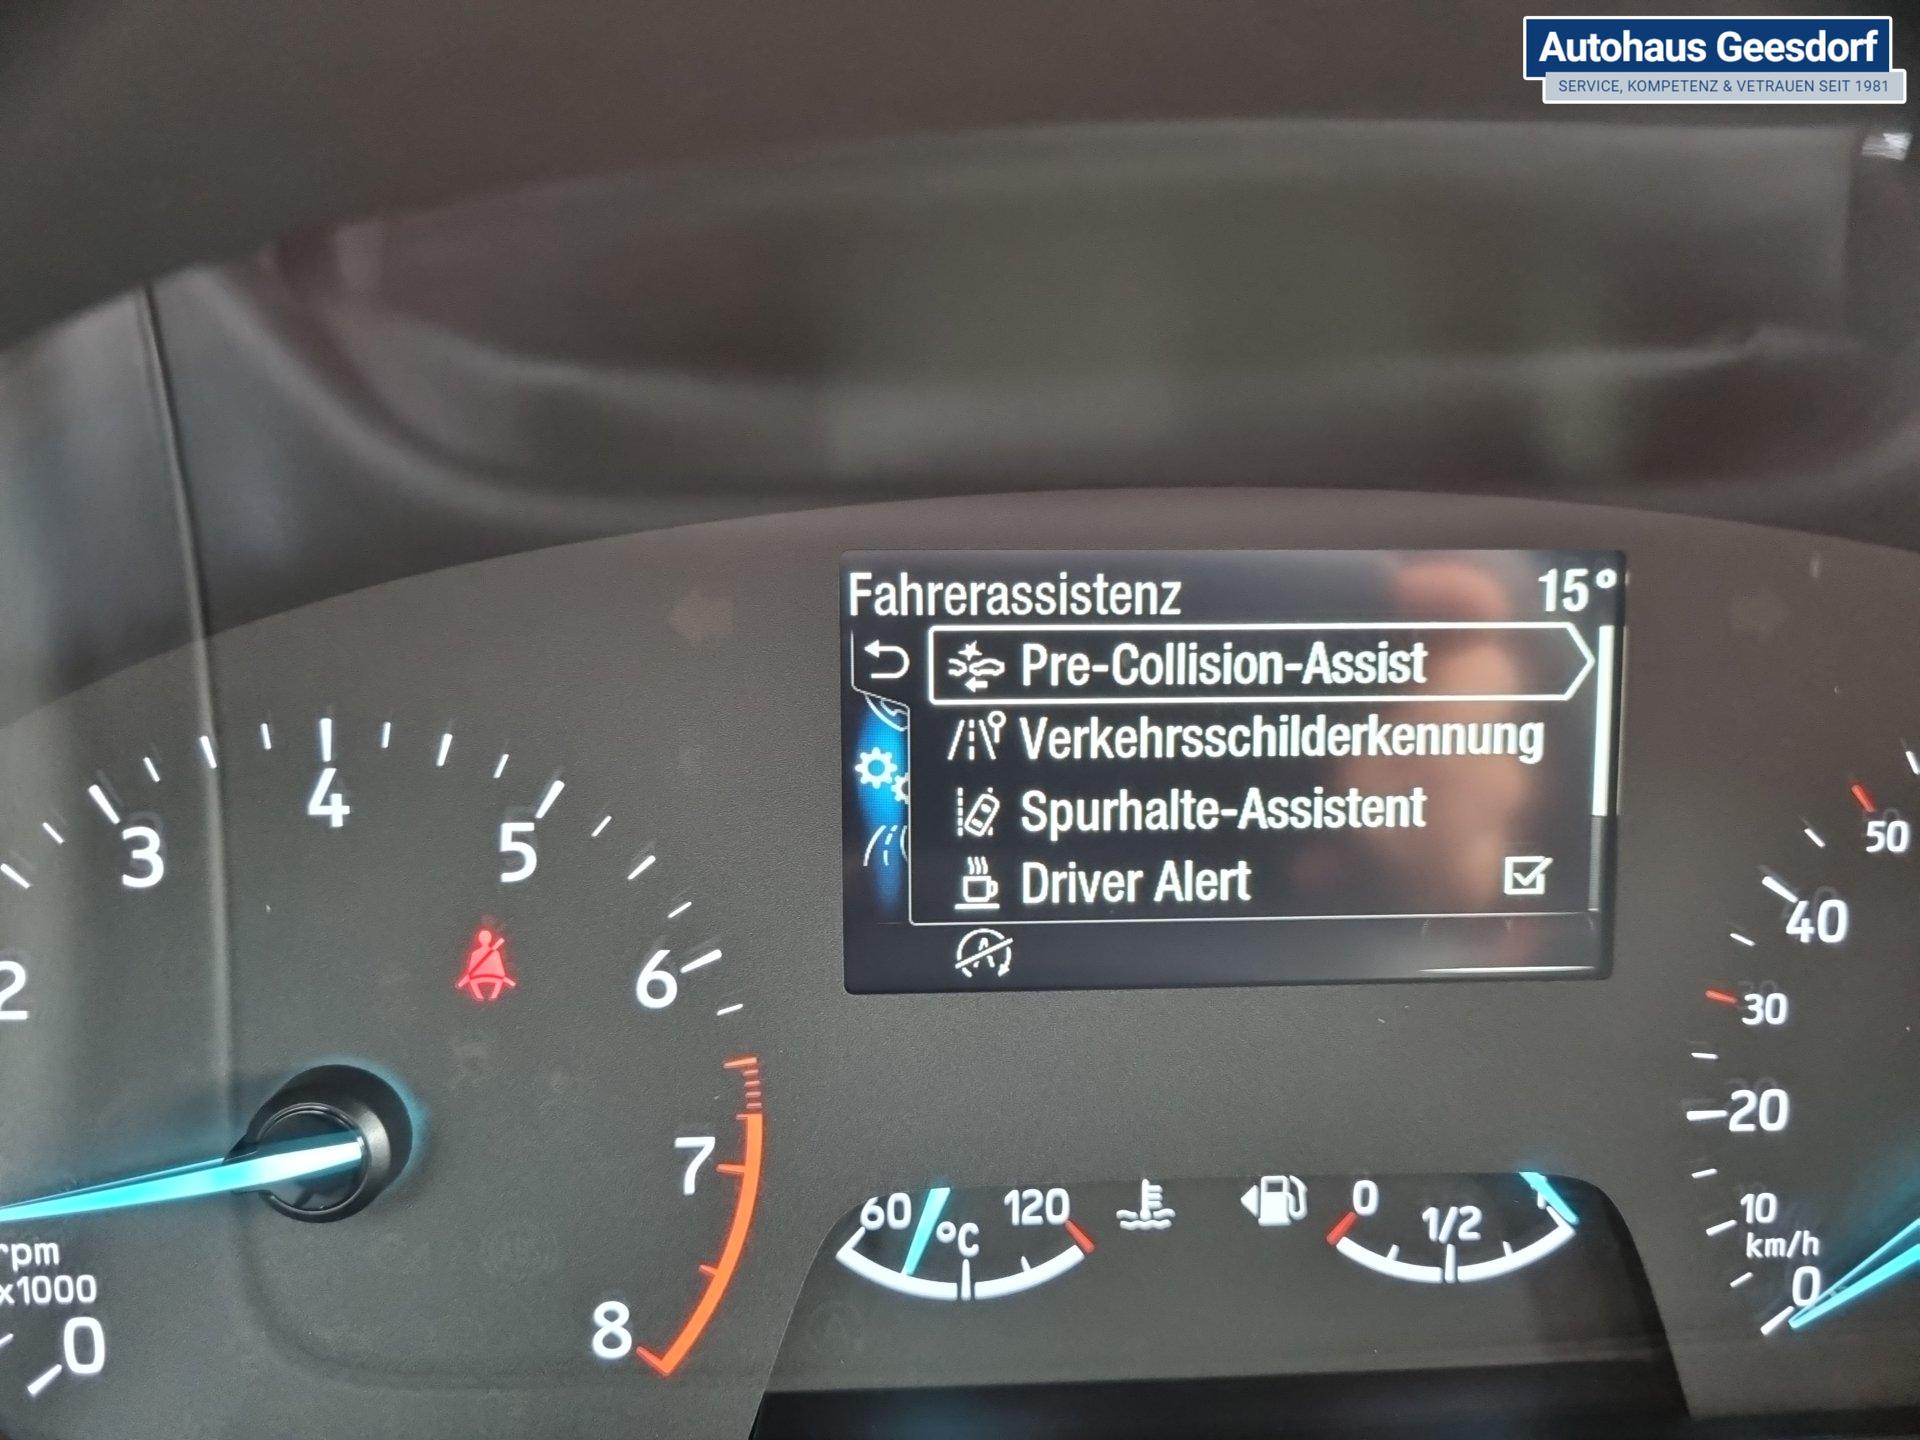 Autohaus Geesdorf
SERVICE, KOMPETENZ & VETRAUEN SEIT 1981
Fahrerassistenz 15°
Pre-Collision-Assist
Verkehrsschilderkennung
Spurhalte-Assistent
Driver Alert
2
3
4
5
6
7
8
rpm
x1000
0
60 °C 120
0 1/2
50
40
30
20
10
km/h
0